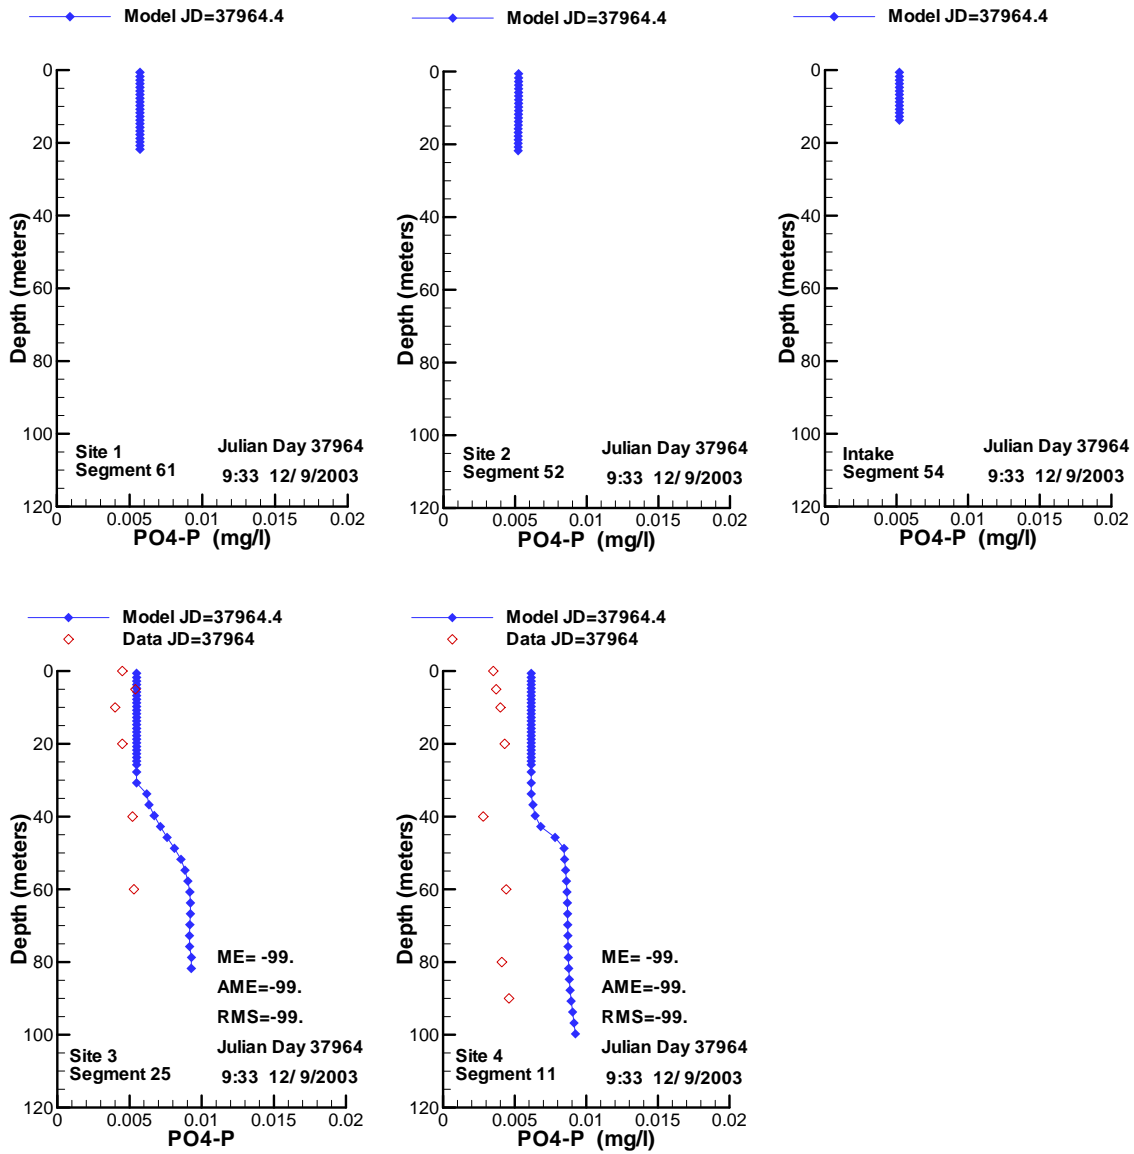 Model JD=37964.4
0
20
40
60
80
100
120
Depth (meters)
Site 1
Segment 61
Julian Day 37964
9:33 12/ 9/2003
0
0.005
0.01
0.015
0.02
PO4-P (mg/l)
Model JD=37964.4
0
20
40
60
80
100
120
Depth (meters)
Site 2
Segment 52
Julian Day 37964
9:33 12/ 9/2003
0
0.005
0.01
0.015
0.02
PO4-P (mg/l)
Model JD=37964.4
0
20
40
60
80
100
120
Depth (meters)
Intake
Segment 54
Julian Day 37964
9:33 12/ 9/2003
0
0.005
0.01
0.015
0.02
PO4-P (mg/l)
Model JD=37964.4
Data JD=37964
0
20
40
60
80
100
120
Depth (meters)
ME= -99.
AME=-99.
RMS=-99.
Site 3
Segment 25
Julian Day 37964
9:33 12/ 9/2003
0
0.005
0.01
0.015
0.02
PO4-P
Model JD=37964.4
Data JD=37964
0
20
40
60
80
100
120
Depth (meters)
ME= -99.
AME=-99.
RMS=-99.
Site 4
Segment 11
Julian Day 37964
9:33 12/ 9/2003
0
0.005
0.01
0.015
0.02
PO4-P (mg/l)